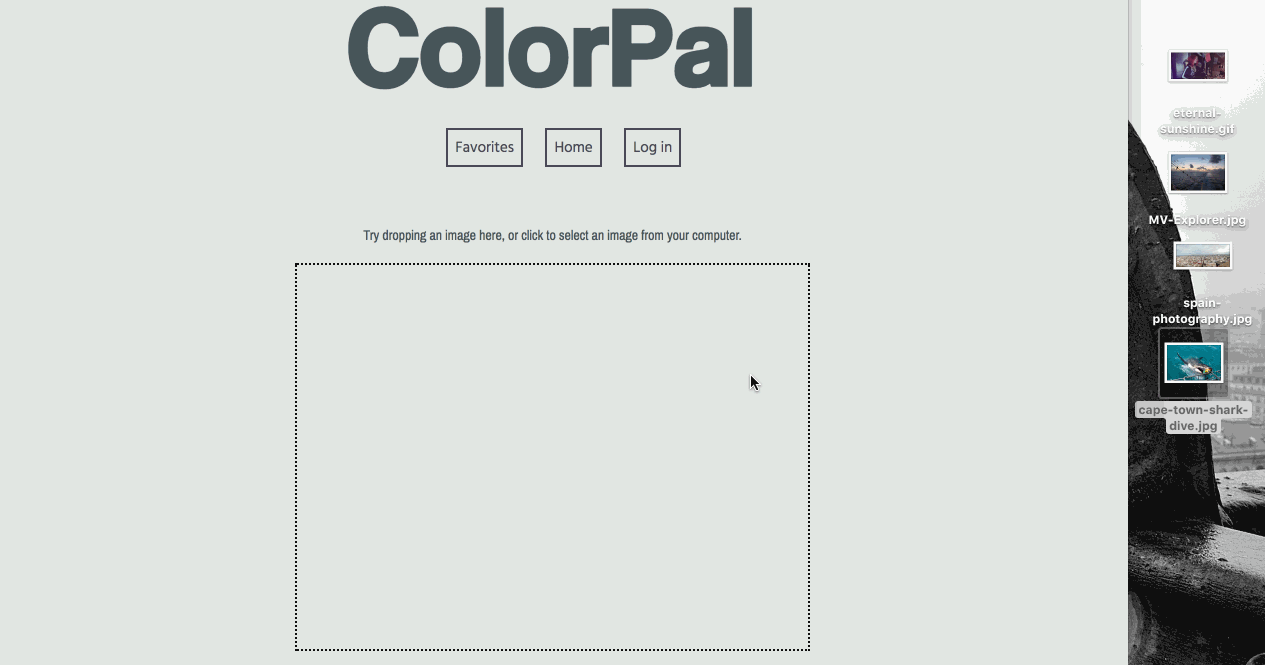 ColorPal
Favorites
Home
Log in
Try dropping an image here, or click to select an image from your computer.
eternal-
sunshine.gif
MV-Explorer.jpg
spain-
photography.jpg
cape-town-shark-
dive.jpg